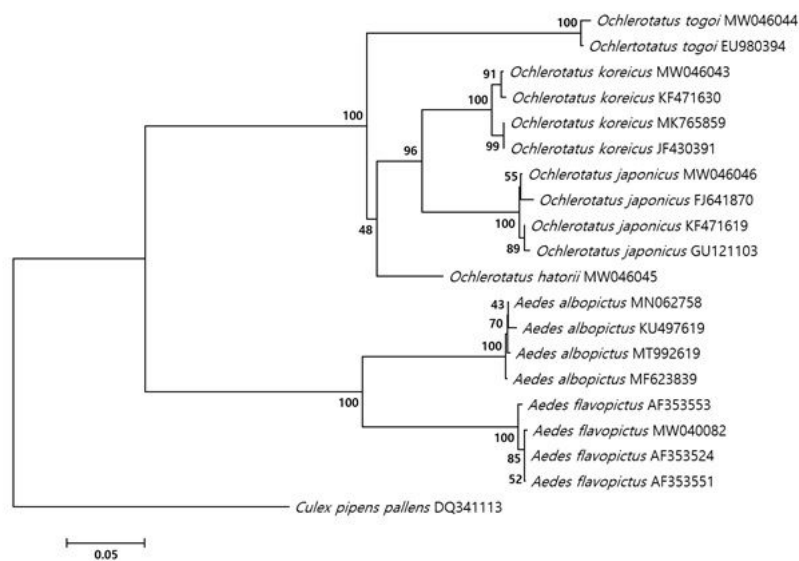 100
Ochlerotatus togoi MW046044
Ochlertotatus togoi EU980394
91
Ochlerotatus koreicus MW046043
100
Ochlerotatus koreicus KF471630
Ochlerotatus koreicus MK765859
100
96
99
Ochlerotatus koreicus JF430391
55
Ochlerotatus japonicus MW046046
Ochlerotatus japonicus FJ641870
100
Ochlerotatus japonicus KF471619
48
89
Ochlerotatus japonicus GU121103
Ochlerotatus hatorii MW046045
43
Aedes albopictus MN062758
70
Aedes albopictus KU497619
100
Aedes albopictus MT992619
Aedes albopictus MF623839
100
Aedes flavopictus AF353553
100
Aedes flavopictus MW040082
85
Aedes flavopictus AF353524
52
Aedes flavopictus AF353551
Culex pipens pallens DQ341113
0.05